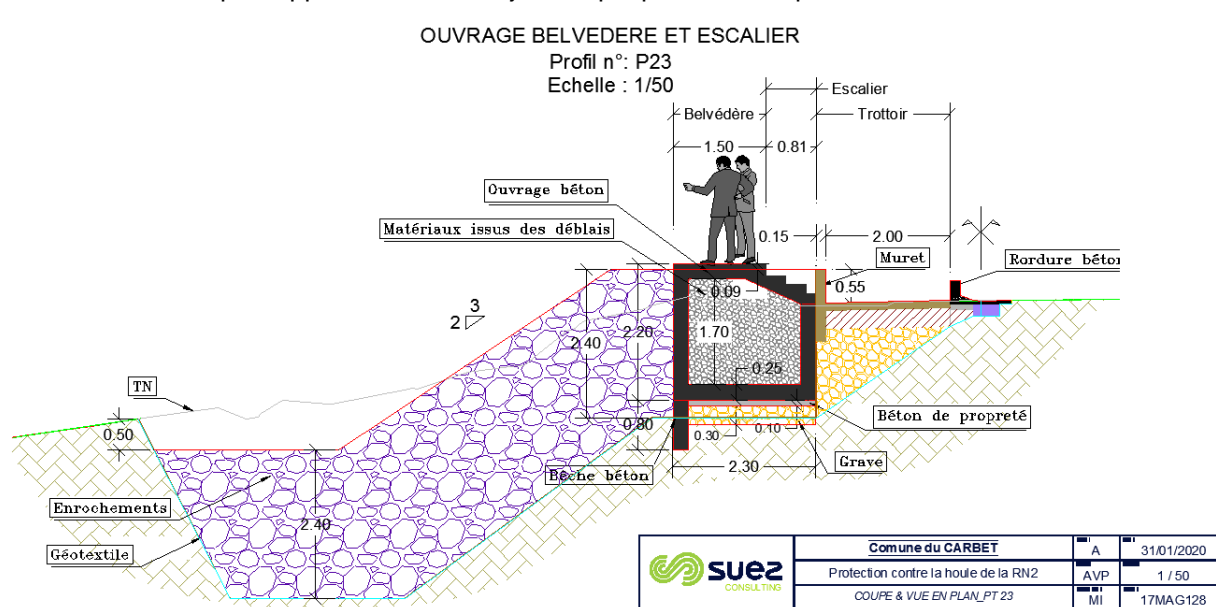 OUVRAGE BELVEDERE ET ESCALIER
Profil n°: P23
Echelle : 1/50
Escalier
Belvédère
Trottoir
1.50
0.81
Ouvrage béton
Matériaux issus des déblais
0.15
2.00
Muret
Rordure béton
0.55
0.09
3
2
2.20
2.40
1.70
0.25
TN
0.50
0.80
0.30
0.10
Béton de propreté
2.30
Bêche béton
Grave
Enrochements
2.40
Géotextile
suez
CONSULTING
Comune du CARBET
A
31/01/2020
Protection contre la houle de la RN2
AVP
1 / 50
COUPE & VUE EN PLAN_PT 23
MI
17MAG128